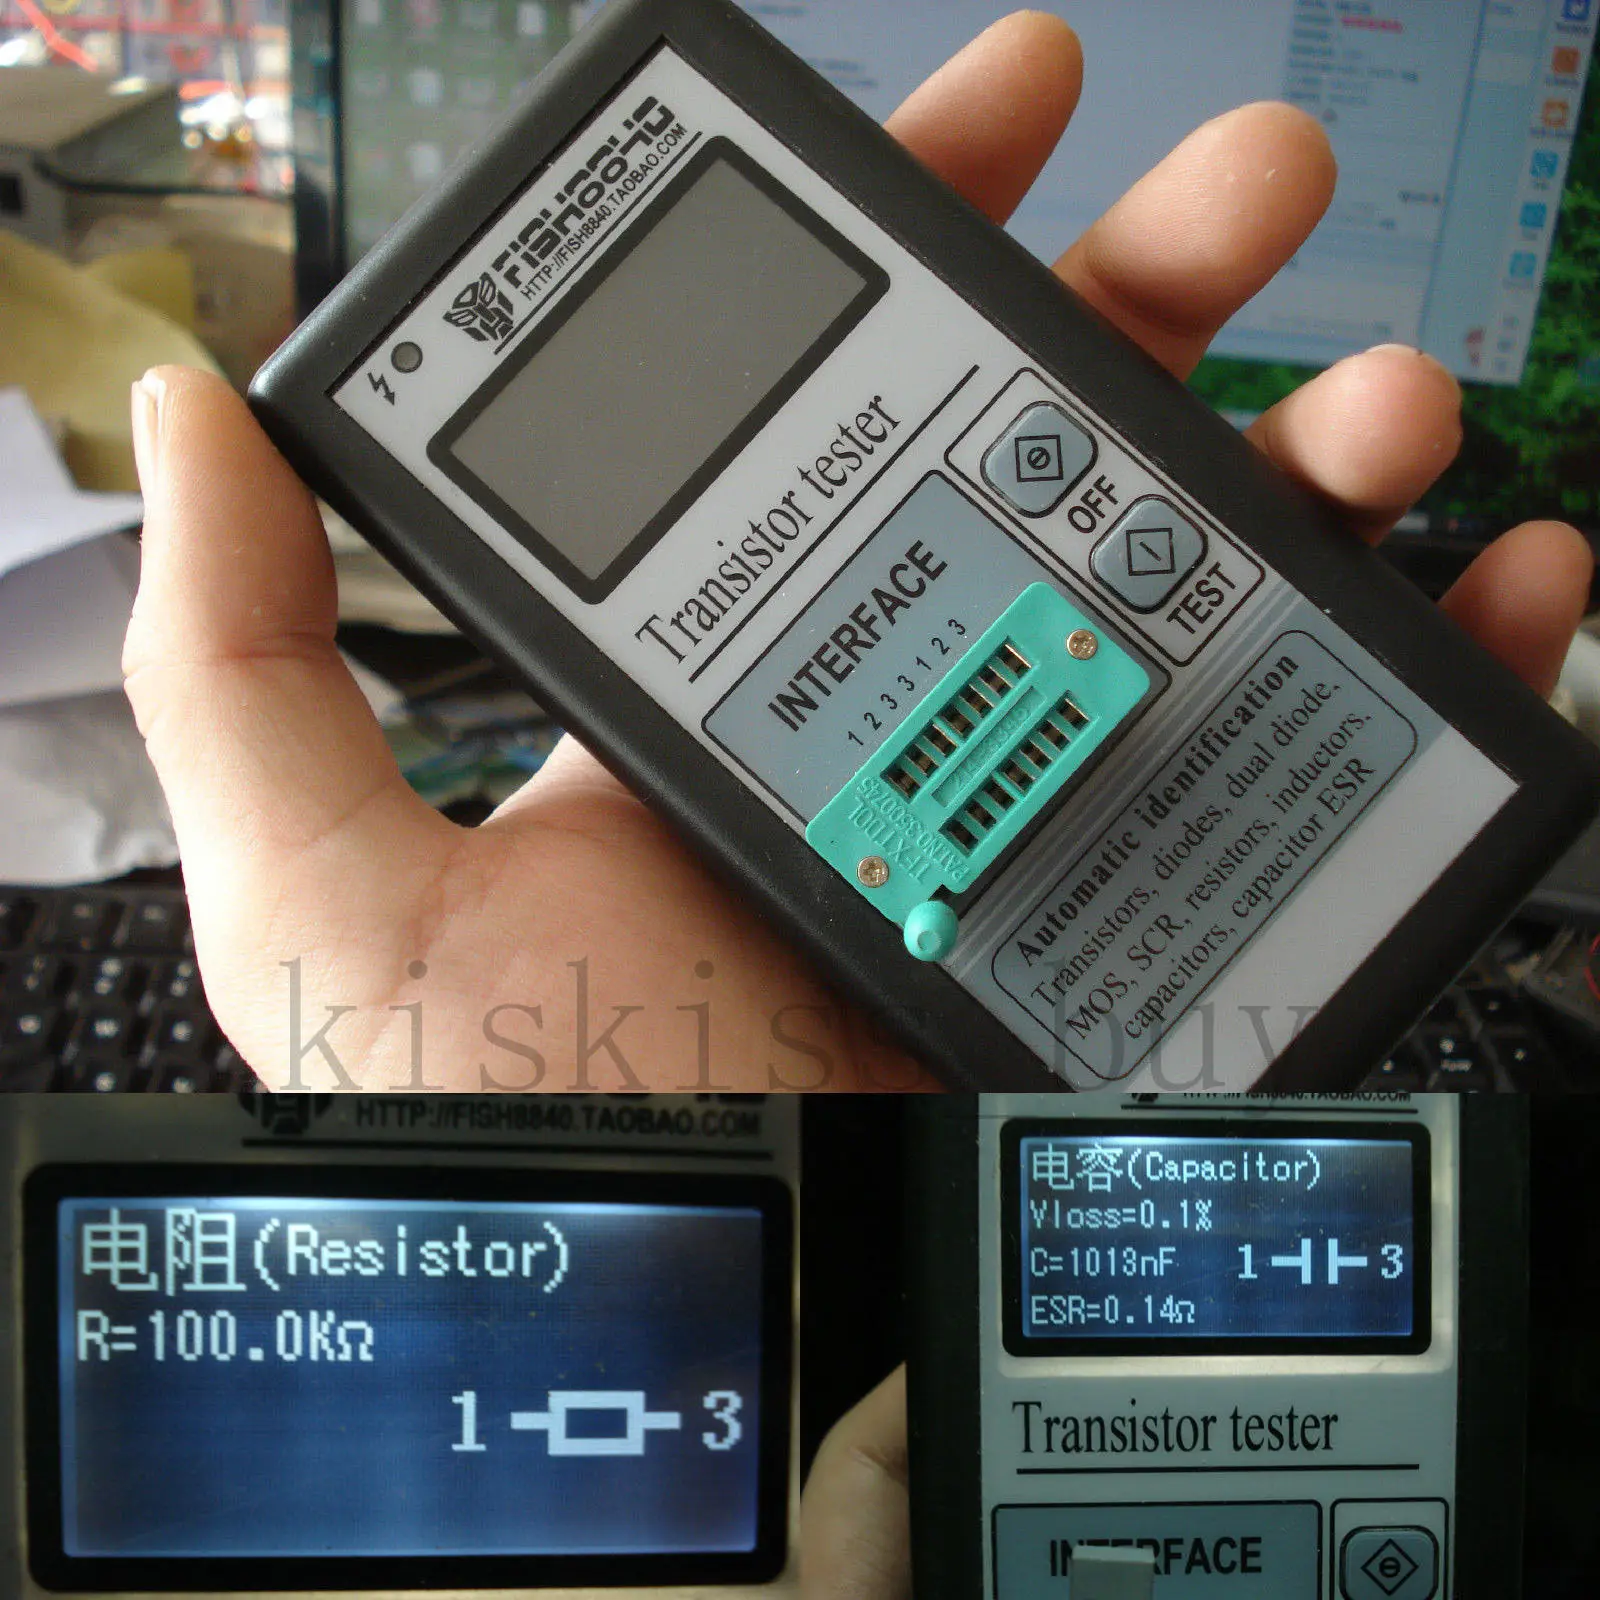 FISH8840
HTTP://FISH8840.TAOBAO.COM
Transistor tester
OFF
TEST
INTERFACE
1 2 3 3 1 2 3
Automatic identification
Transistors, diodes, dual diode,
MOS, SCR, resistors, inductors.
capacitors, capacitor ESR
kiskiss buy
HTTP://FISH8840.TAOBAO.COM
电阻(Resistor)
R=100.0KΩ
1 3
电容(Capacitor)
Vloss=0.1%
C=1013nF
1 3
ESR=0.14Ω
Transistor tester